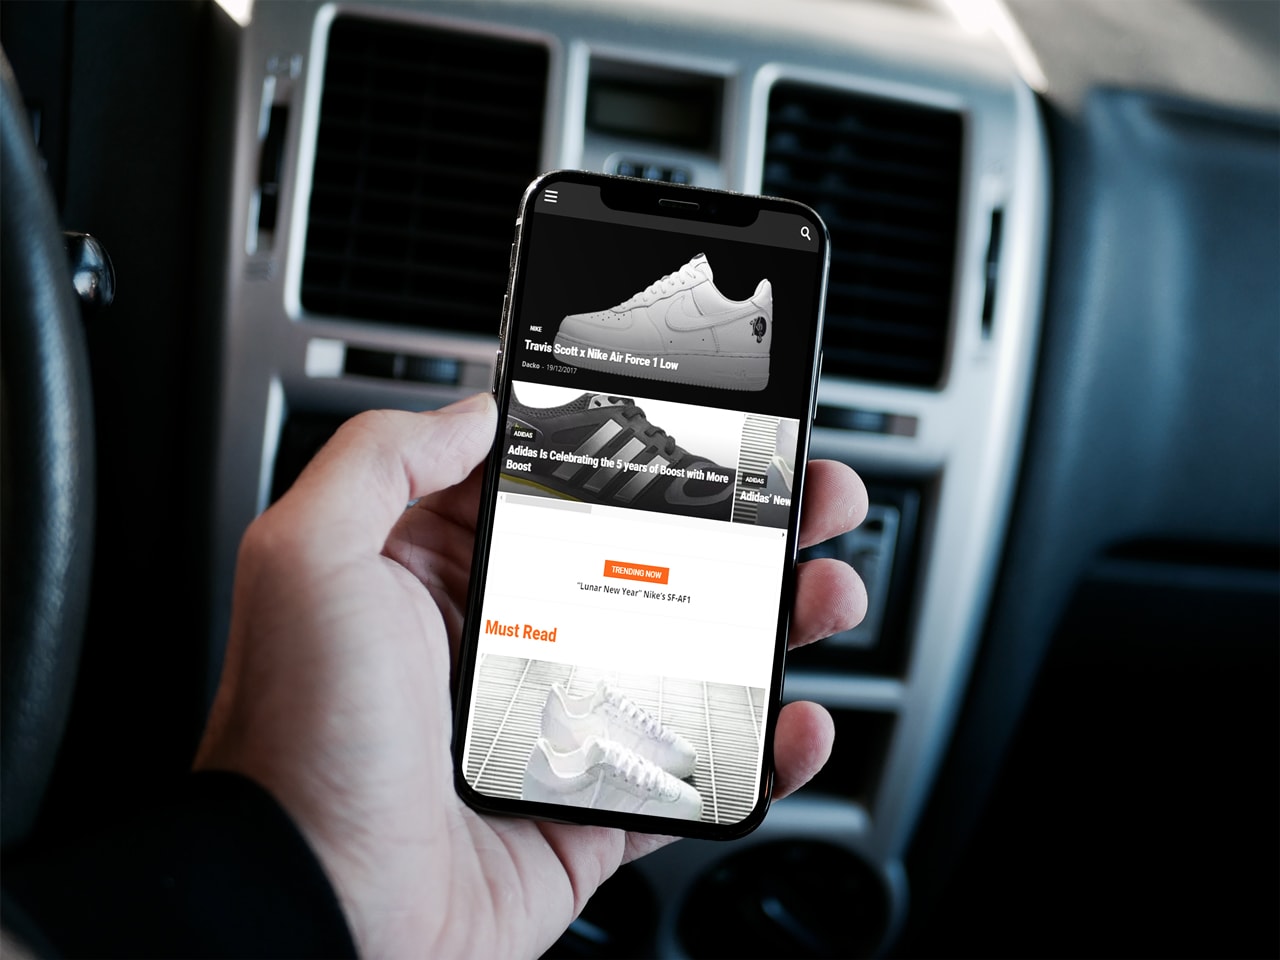 NIKE
Travis Scott x Nike Air Force 1 Low
Dacko - 19/12/2017
ADIDAS
Adidas Is Celebrating the 5 years of Boost with More
Boost
ADIDAS
Adidas' New
TRENDING NOW
"Lunar New Year" Nike's SF-AF1
Must Read